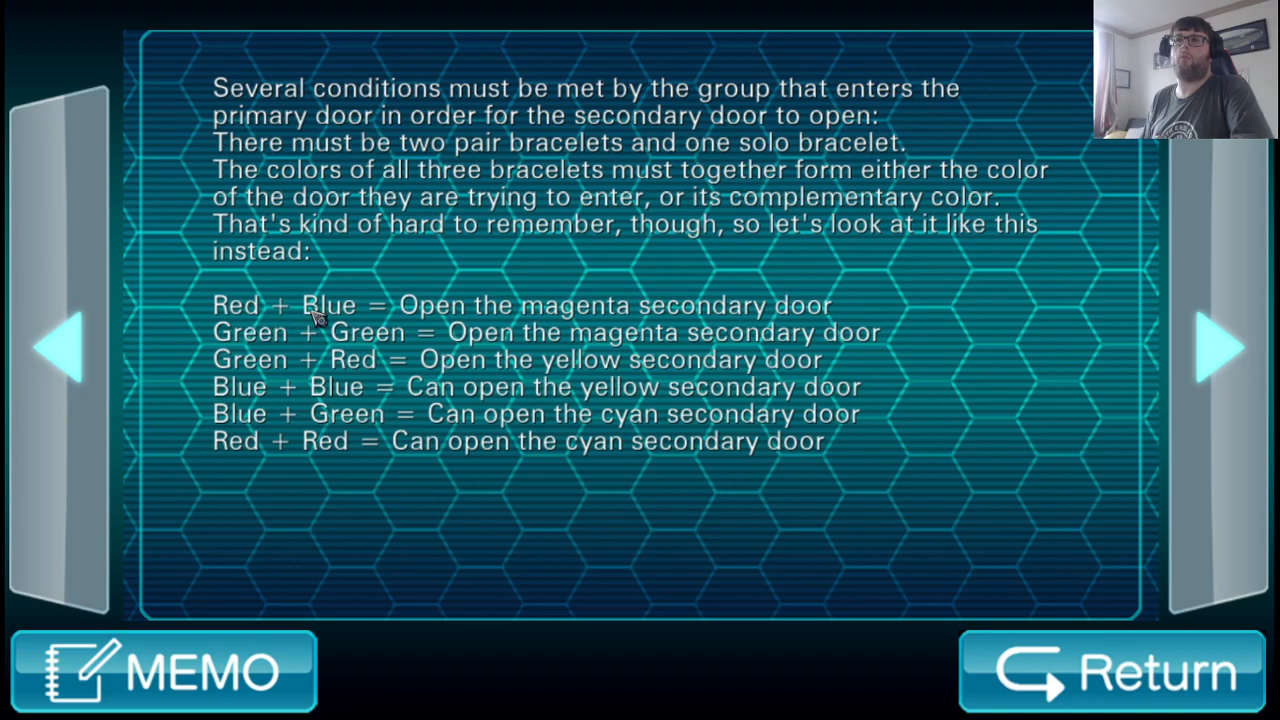 Several conditions must be met by the group that enters the
primary door in order for the secondary door to open:
There must be two pair bracelets and one solo bracelet.
The colors of all three bracelets must together form either the color
of the door they are trying to enter, or its complementary color.
That's kind of hard to remember, though, so let's look at it like this
instead:
Red + Blue = Open the magenta secondary door
Green + Green = Open the magenta secondary door
Green + Red = Open the yellow secondary door
Blue + Blue = Can open the yellow secondary door
Blue + Green = Can open the cyan secondary door
Red + Red = Can open the cyan secondary door
MEMO
Return